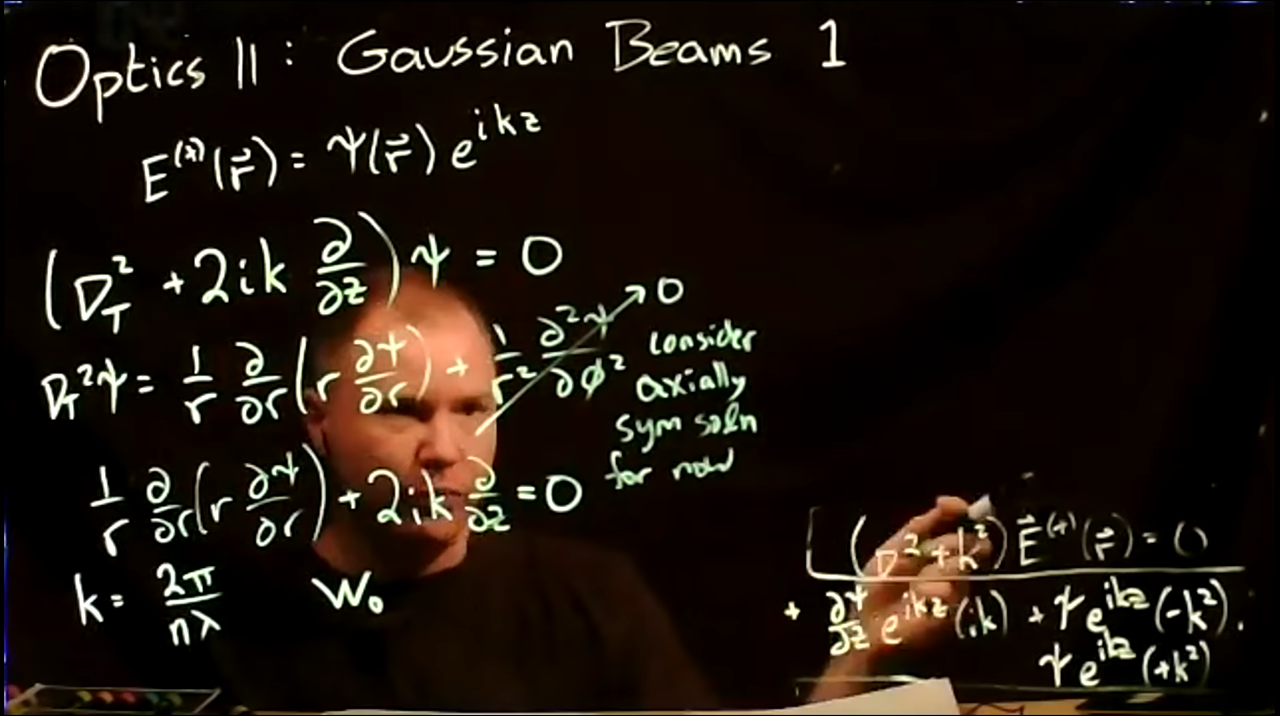 Optics II : Gaussian Beams 1
E^(+)(r⃗) = ψ(r⃗) e^{ikz}
(∇_T² + 2ik ∂/∂z) ψ = 0
∇_T²ψ = 1/r ∂/∂r (r ∂ψ/∂r) + 1/r² ∂²ψ/∂φ² → 0
consider
axially
sym soln
for now
1/r ∂/∂r (r ∂ψ/∂r) + 2ik ∂/∂z = 0
k = 2π/nλ
W₀
(∇² + k²) E⃗^(+)(r⃗) = 0
+ ∂ψ/∂z e^{ikz} (ik) + ψ e^{ikz} (-k²).
ψ e^{ikz} (+k²)